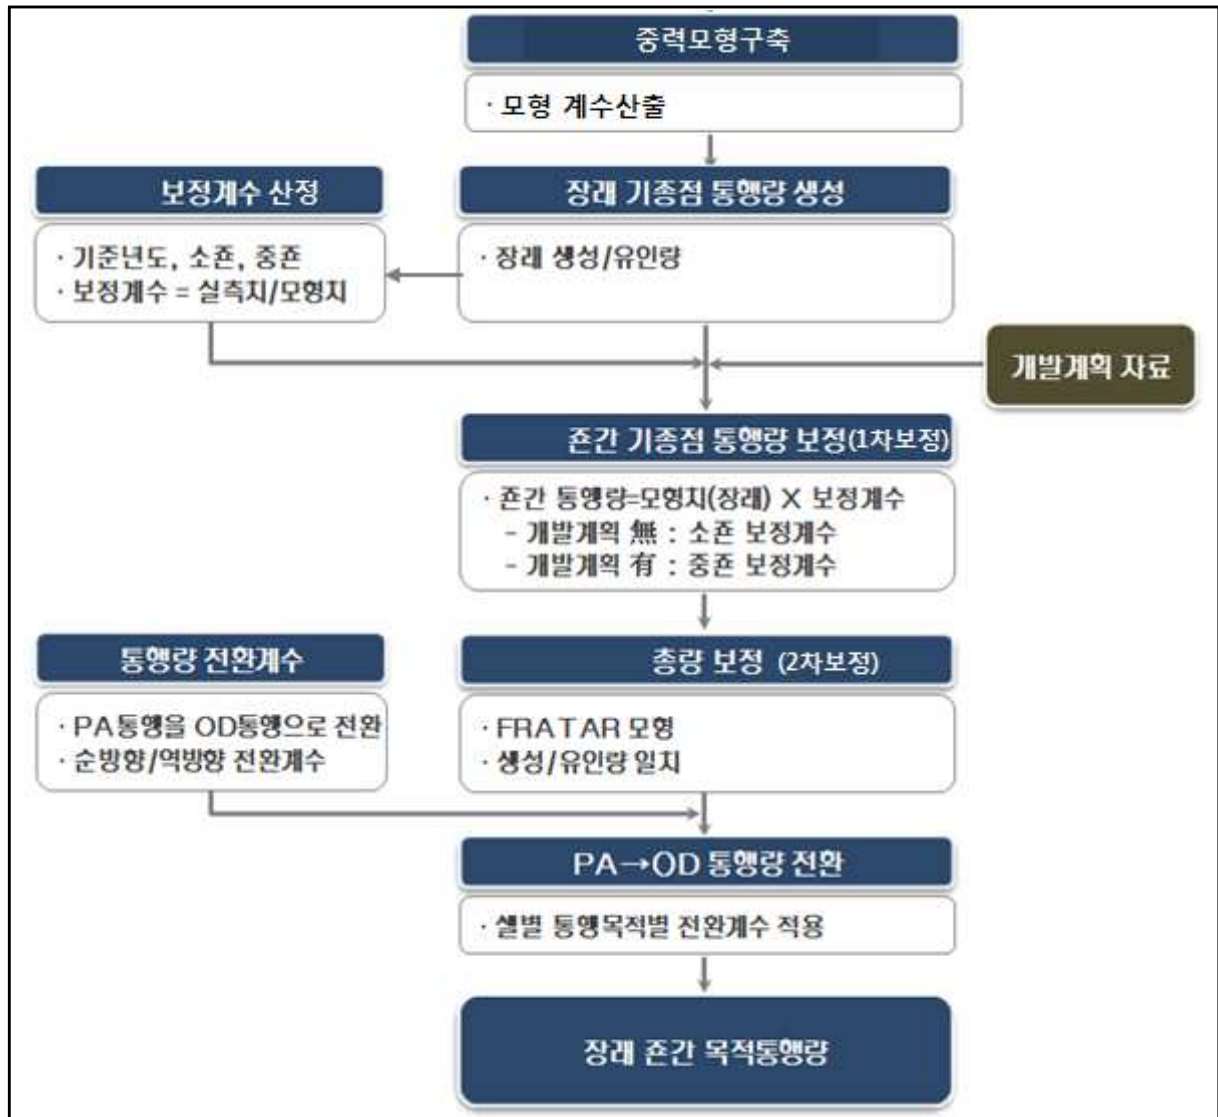 중력모형구축
· 모형 계수산출
보정계수 산정
· 기준년도, 소죤, 중죤
· 보정계수 = 실측치/모형치
장래 기종점 통행량 생성
· 장래 생성/유인량
개발계획 자료
죤간 기종점 통행량 보정(1차보정)
· 죤간 통행량=모형치(장래) X 보정계수
- 개발계획 無 : 소죤 보정계수
- 개발계획 有 : 중죤 보정계수
통행량 전환계수
· PA통행을 OD통행으로 전환
· 순방향/역방향 전환계수
총량 보정 (2차보정)
· FRATAR 모형
· 생성/유인량 일치
PA→OD 통행량 전환
· 셀별 통행목적별 전환계수 적용
장래 죤간 목적통행량